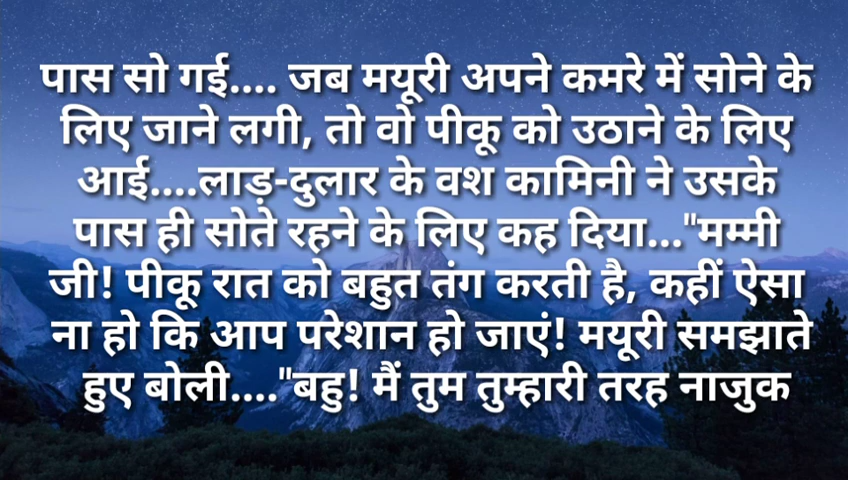 पास सो गई.... जब मयूरी अपने कमरे में सोने के
लिए जाने लगी, तो वो पीकू को उठाने के लिए
आई....लाड़-दुलार के वश कामिनी ने उसके
पास ही सोते रहने के लिए कह दिया..."मम्मी
जी! पीकू रात को बहुत तंग करती है, कहीं ऐसा
ना हो कि आप परेशान हो जाएं! मयूरी समझाते
हुए बोली...."बहु! मैं तुम तुम्हारी तरह नाजुक